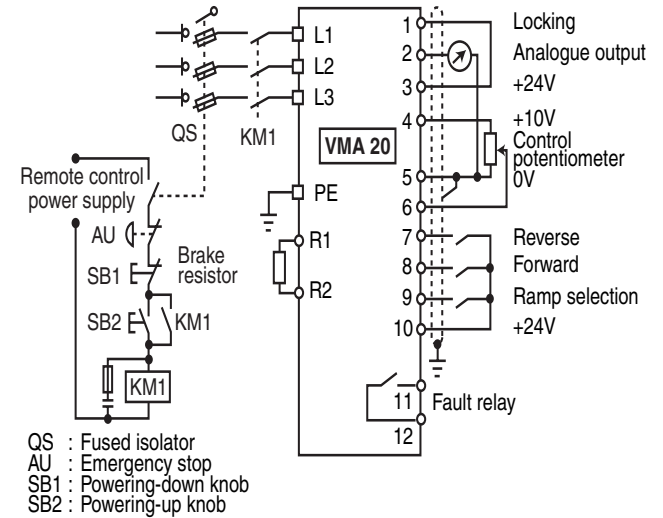 L1
L2
L3
QS
KM1
VMA 20
PE
R1
R2
1 Locking
2 Analogue output
3 +24V
4 +10V
Control
potentiometer
5 0V
6
7 Reverse
8 Forward
9 Ramp selection
10 +24V
11 Fault relay
12
Remote control
power supply
AU
SB1
Brake
resistor
SB2
KM1
KM1
QS : Fused isolator
AU : Emergency stop
SB1 : Powering-down knob
SB2 : Powering-up knob